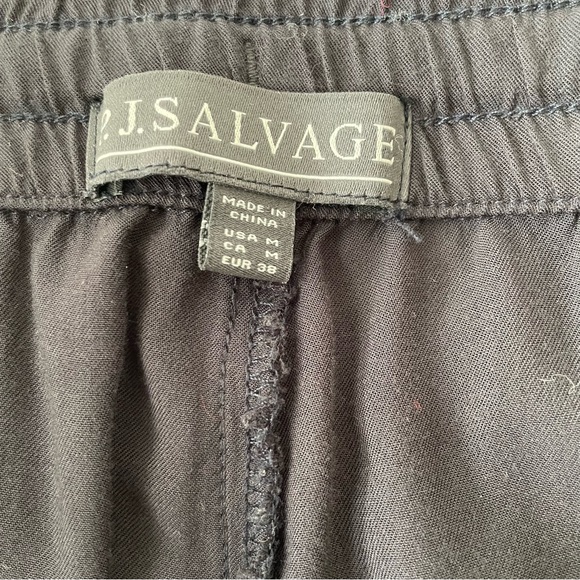 P. J. SALVAGE
MADE IN
CHINA
USA M
CA M
EUR 38